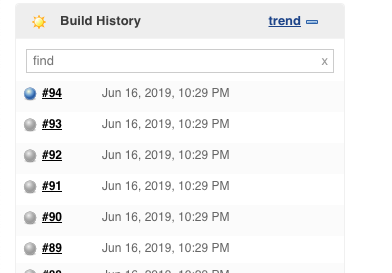 Build History
trend
find
x
#94 Jun 16, 2019, 10:29 PM
#93 Jun 16, 2019, 10:29 PM
#92 Jun 16, 2019, 10:29 PM
#91 Jun 16, 2019, 10:29 PM
#90 Jun 16, 2019, 10:29 PM
#89 Jun 16, 2019, 10:29 PM